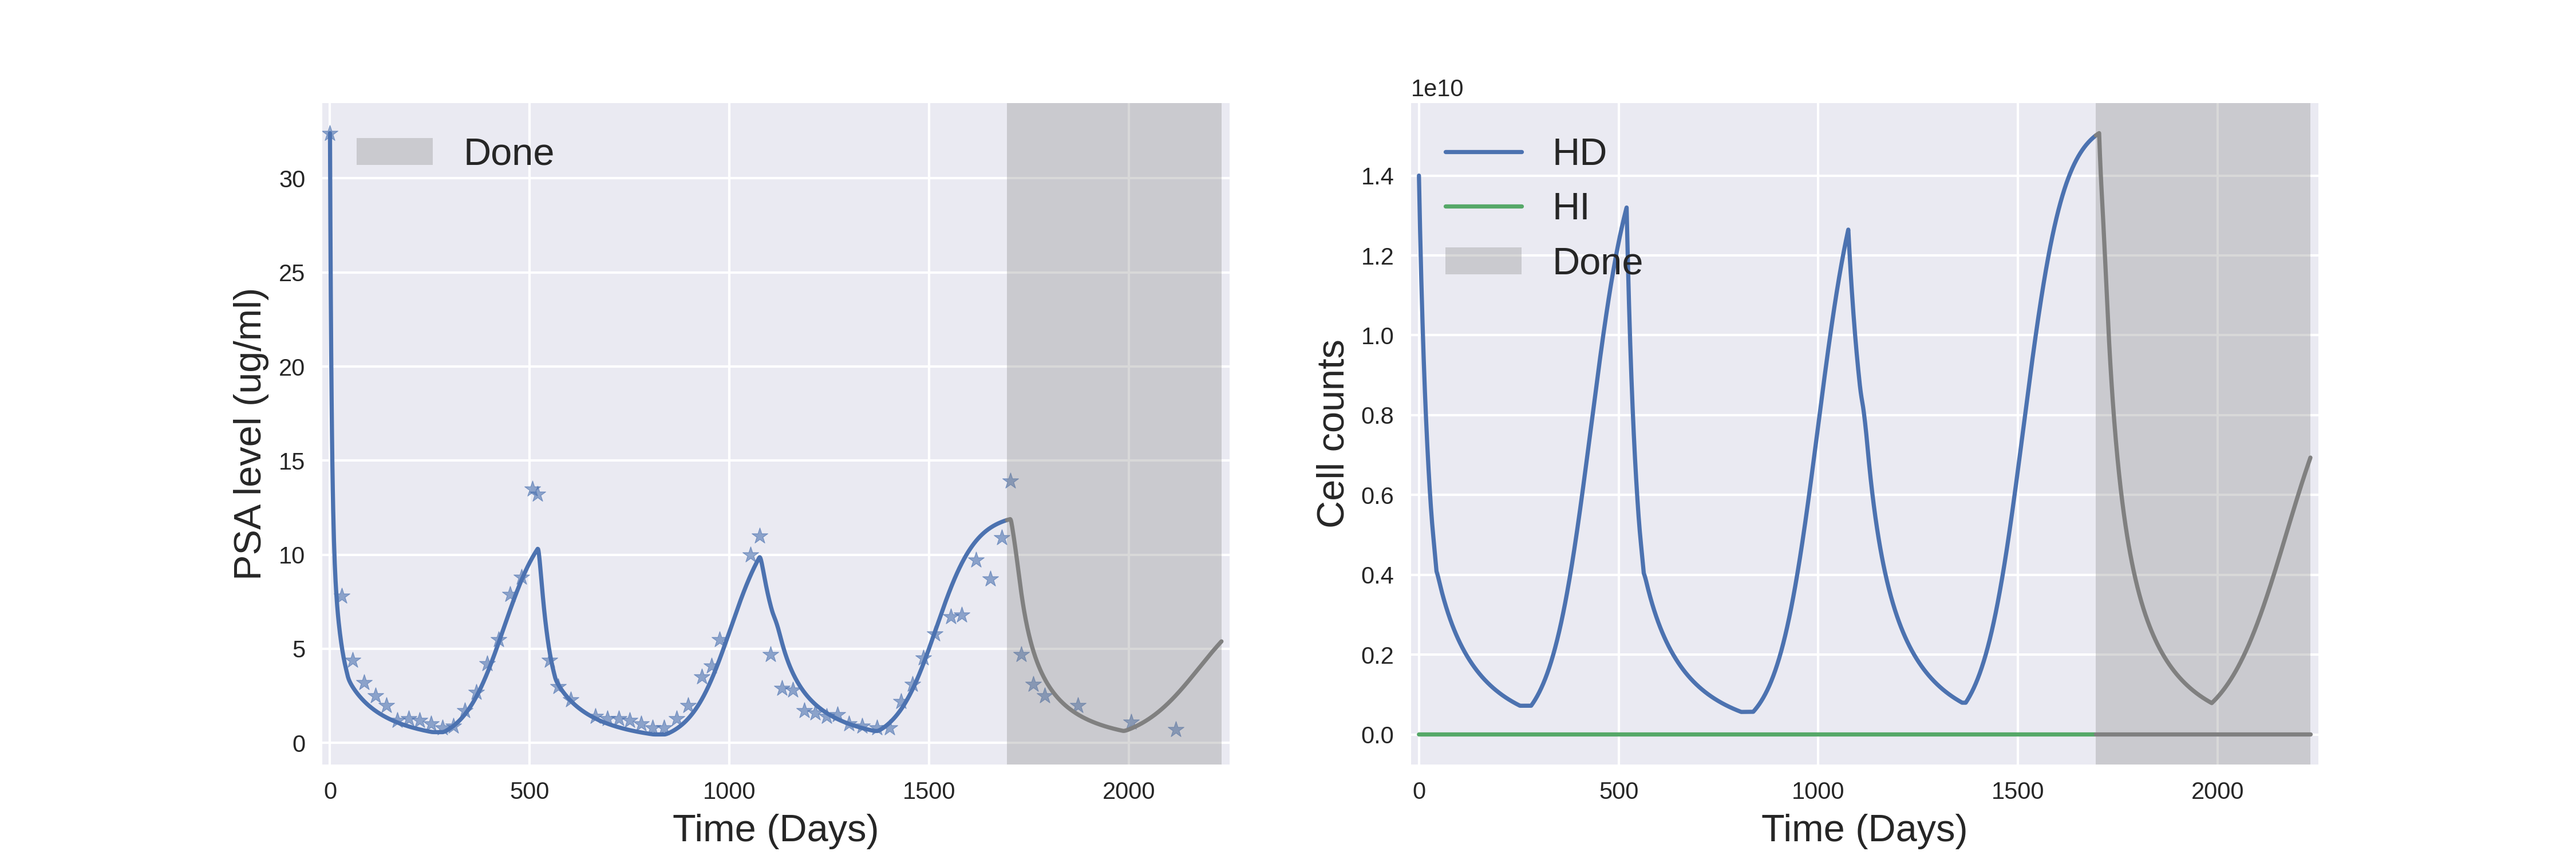 Done
30
25
20
15
10
5
0
PSA level (ug/ml)
0 500 1000 1500 2000
Time (Days)
1e10
HD
HI
Done
1.4
1.2
1.0
0.8
0.6
0.4
0.2
0.0
Cell counts
0 500 1000 1500 2000
Time (Days)